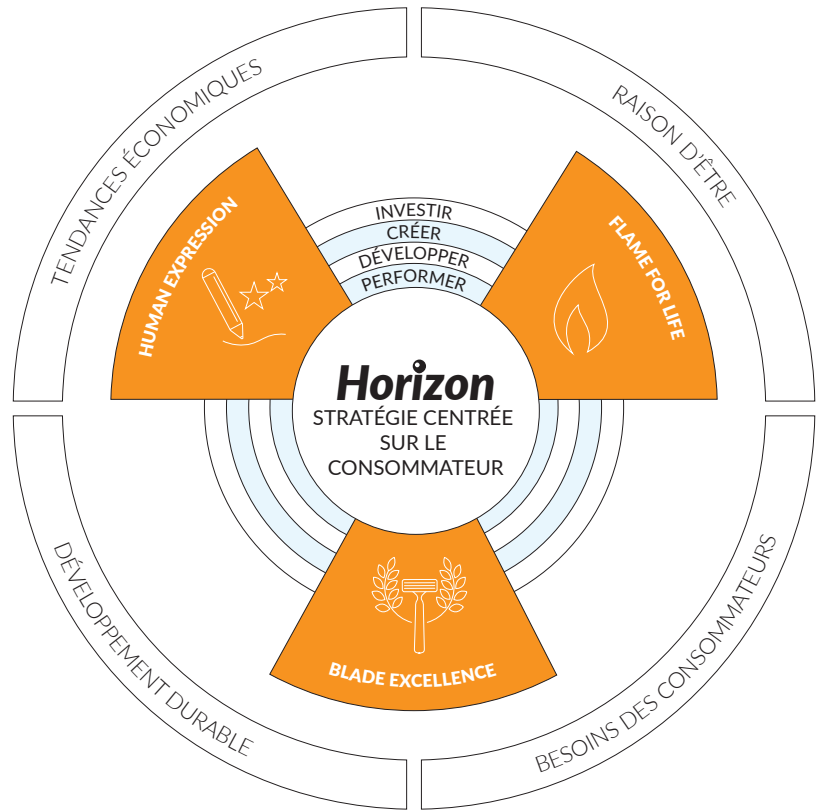 TENDANCES ÉCONOMIQUES
RAISON D'ÊTRE
HUMAN EXPRESSION
FLAME FOR LIFE
INVESTIR
CRÉER
DÉVELOPPER
PERFORMER
Horizon
STRATÉGIE CENTRÉE
SUR LE
CONSOMMATEUR
BLADE EXCELLENCE
DÉVELOPPEMENT DURABLE
BESOINS DES CONSOMMATEURS